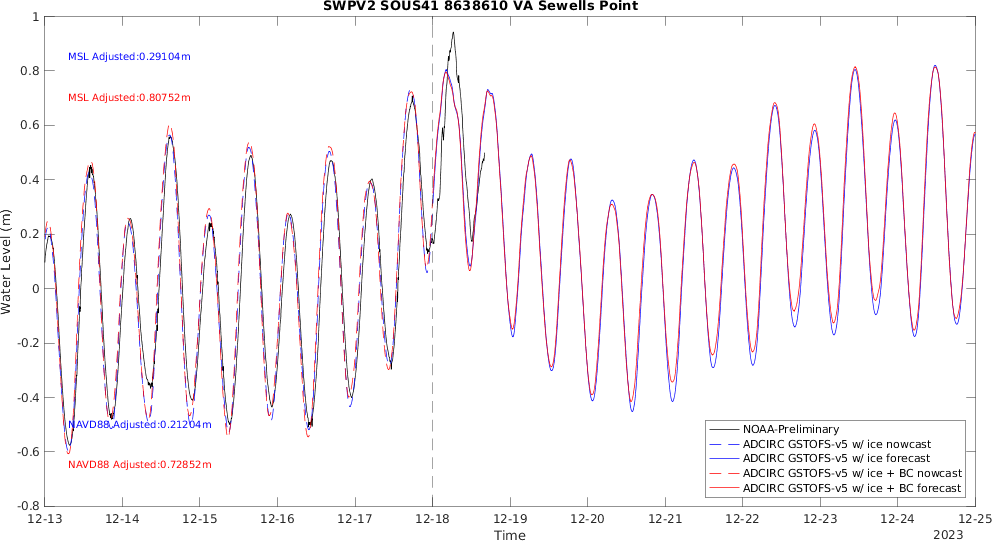 SWPV2 SOUS41 8638610 VA Sewells Point
MSL Adjusted:0.29104m
MSL Adjusted:0.80752m
NAVD88 Adjusted:0.21204m
NAVD88 Adjusted:0.72852m
Water Level (m)
1
0.8
0.6
0.4
0.2
0
-0.2
-0.4
-0.6
-0.8
NOAA-Preliminary
ADCIRC GSTOFS-v5 w/ ice nowcast
ADCIRC GSTOFS-v5 w/ ice forecast
ADCIRC GSTOFS-v5 w/ ice + BC nowcast
ADCIRC GSTOFS-v5 w/ ice + BC forecast
12-13 12-14 12-15 12-16 12-17 12-18 12-19 12-20 12-21 12-22 12-23 12-24 12-25
Time
2023